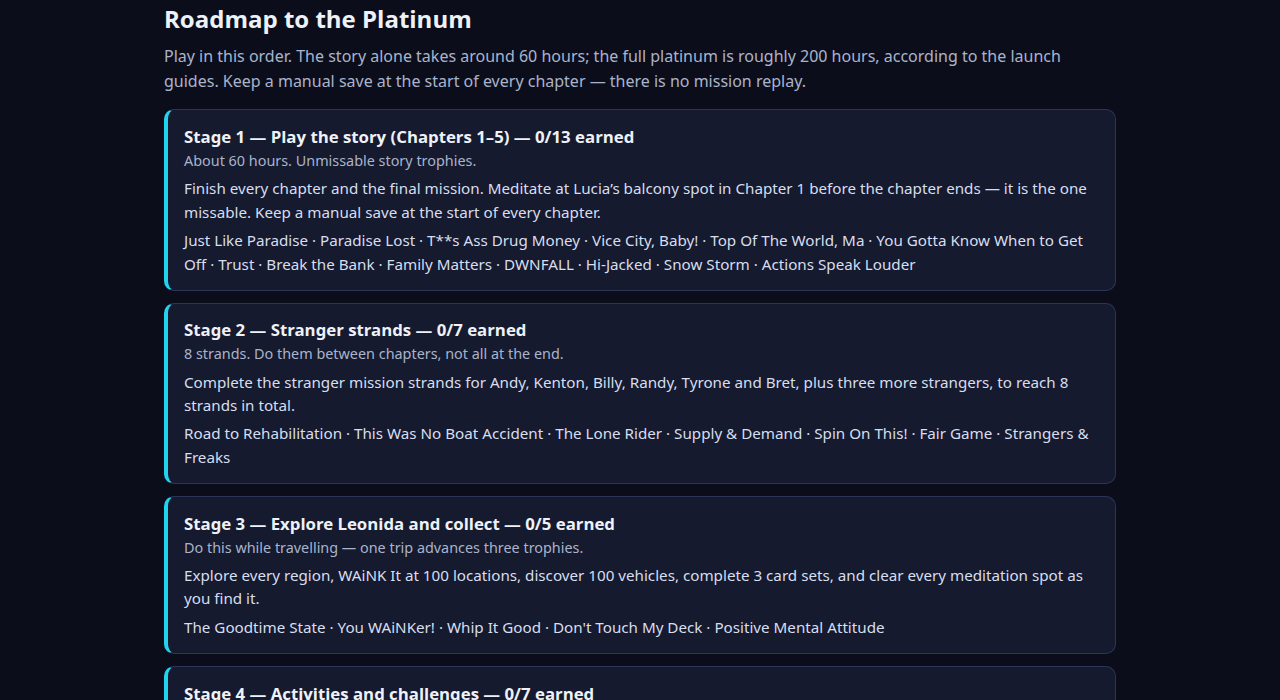 Roadmap to the Platinum
Play in this order. The story alone takes around 60 hours; the full platinum is roughly 200 hours, according to the launch
guides. Keep a manual save at the start of every chapter — there is no mission replay.
Stage 1 — Play the story (Chapters 1–5) — 0/13 earned
About 60 hours. Unmissable story trophies.
Finish every chapter and the final mission. Meditate at Lucia’s balcony spot in Chapter 1 before the chapter ends — it is the one
missable. Keep a manual save at the start of every chapter.
Just Like Paradise · Paradise Lost · T**s Ass Drug Money · Vice City, Baby! · Top Of The World, Ma · You Gotta Know When to Get
Off · Trust · Break the Bank · Family Matters · DWNFALL · Hi-Jacked · Snow Storm · Actions Speak Louder
Stage 2 — Stranger strands — 0/7 earned
8 strands. Do them between chapters, not all at the end.
Complete the stranger mission strands for Andy, Kenton, Billy, Randy, Tyrone and Bret, plus three more strangers, to reach 8
strands in total.
Road to Rehabilitation · This Was No Boat Accident · The Lone Rider · Supply & Demand · Spin On This! · Fair Game · Strangers &
Freaks
Stage 3 — Explore Leonida and collect — 0/5 earned
Do this while travelling — one trip advances three trophies.
Explore every region, WAiNK It at 100 locations, discover 100 vehicles, complete 3 card sets, and clear every meditation spot as
you find it.
The Goodtime State · You WAiNKer! · Whip It Good · Don't Touch My Deck · Positive Mental Attitude
Stage 4 — Activities and challenges — 0/7 earned